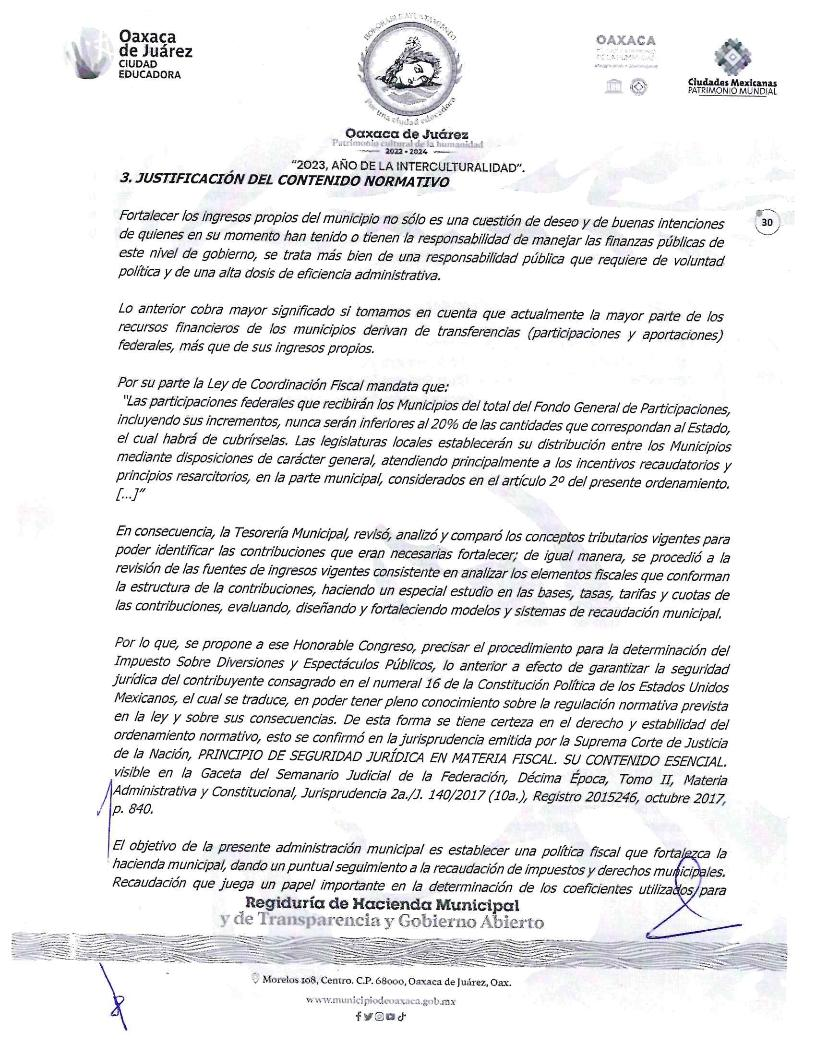 Oaxaca
de Juárez
CIUDAD
EDUCADORA
HONORABLE AYUNTAMIENTO
Por una ciudad educadora
Oaxaca de Juárez
Patrimonio cultural de la humanidad
2022 - 2024
OAXACA
Ciudades Mexicanas
PATRIMONIO MUNDIAL
"2023, AÑO DE LA INTERCULTURALIDAD".
3. JUSTIFICACIÓN DEL CONTENIDO NORMATIVO
30
Fortalecer los ingresos propios del municipio no sólo es una cuestión de deseo y de buenas intenciones
de quienes en su momento han tenido o tienen la responsabilidad de manejar las finanzas públicas de
este nivel de gobierno, se trata más bien de una responsabilidad pública que requiere de voluntad
política y de una alta dosis de eficiencia administrativa.
Lo anterior cobra mayor significado si tomamos en cuenta que actualmente la mayor parte de los
recursos financieros de los municipios derivan de transferencias (participaciones y aportaciones)
federales, más que de sus ingresos propios.
Por su parte la Ley de Coordinación Fiscal mandata que:
"Las participaciones federales que recibirán los Municipios del total del Fondo General de Participaciones,
incluyendo sus incrementos, nunca serán inferiores al 20% de las cantidades que correspondan al Estado,
el cual habrá de cubrírselas. Las legislaturas locales establecerán su distribución entre los Municipios
mediante disposiciones de carácter general, atendiendo principalmente a los incentivos recaudatorios y
principios resarcitorios, en la parte municipal, considerados en el artículo 2º del presente ordenamiento.
[...]"
En consecuencia, la Tesorería Municipal, revisó, analizó y comparó los conceptos tributarios vigentes para
poder identificar las contribuciones que eran necesarias fortalecer; de igual manera, se procedió a la
revisión de las fuentes de ingresos vigentes consistente en analizar los elementos fiscales que conforman
la estructura de la contribuciones, haciendo un especial estudio en las bases, tasas, tarifas y cuotas de
las contribuciones, evaluando, diseñando y fortaleciendo modelos y sistemas de recaudación municipal.
Por lo que, se propone a ese Honorable Congreso, precisar el procedimiento para la determinación del
Impuesto Sobre Diversiones y Espectáculos Públicos, lo anterior a efecto de garantizar la seguridad
jurídica del contribuyente consagrado en el numeral 16 de la Constitución Política de los Estados Unidos
Mexicanos, el cual se traduce, en poder tener pleno conocimiento sobre la regulación normativa prevista
en la ley y sobre sus consecuencias. De esta forma se tiene certeza en el derecho y estabilidad del
ordenamiento normativo, esto se confirmó en la jurisprudencia emitida por la Suprema Corte de Justicia
de la Nación, PRINCIPIO DE SEGURIDAD JURÍDICA EN MATERIA FISCAL. SU CONTENIDO ESENCIAL.
visible en la Gaceta del Semanario Judicial de la Federación, Décima Época, Tomo II, Materia
Administrativa y Constitucional, Jurisprudencia 2a./J. 140/2017 (10a.), Registro 2015246, octubre 2017,
p. 840.
El objetivo de la presente administración municipal es establecer una política fiscal que fortalezca la
hacienda municipal, dando un puntual seguimiento a la recaudación de impuestos y derechos municipales.
Recaudación que juega un papel importante en la determinación de los coeficientes utilizados para
Regiduría de Hacienda Municipal
y de Transparencia y Gobierno Abierto
Morelos 108, Centro. C.P. 68000, Oaxaca de Juárez, Oax.
www.municipiodeoaxaca.gob.mx